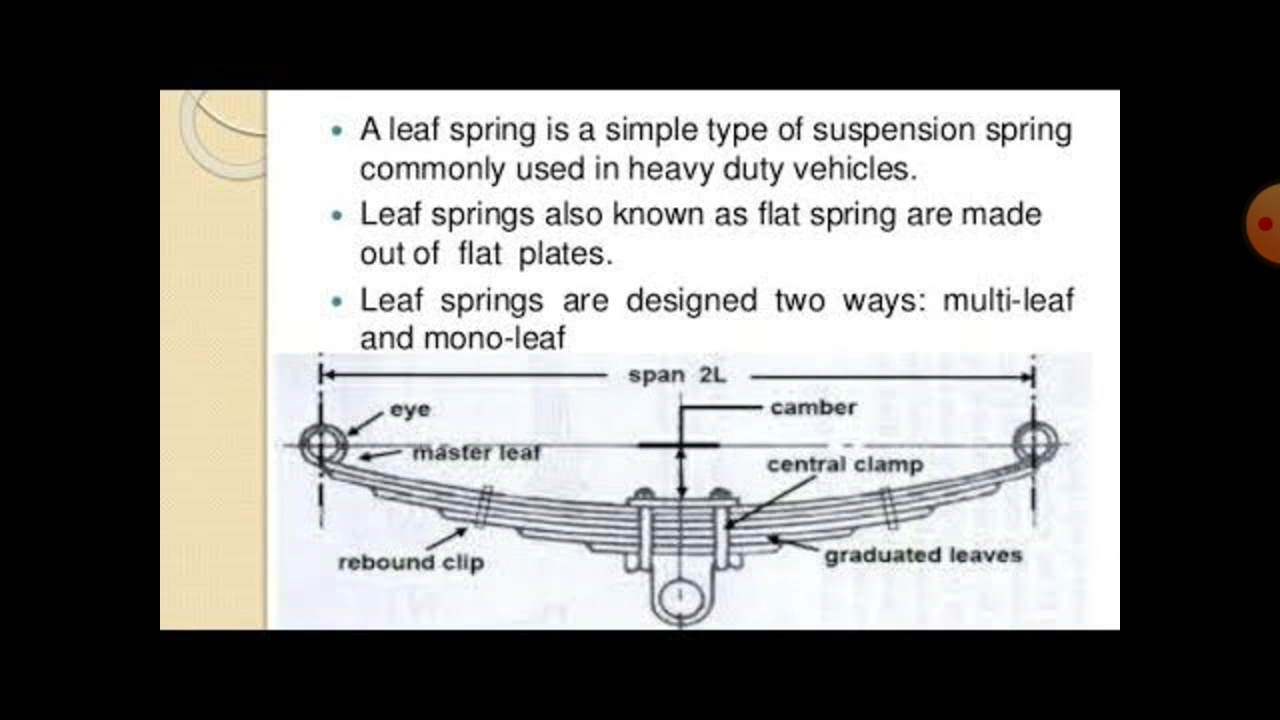 • A leaf spring is a simple type of suspension spring
commonly used in heavy duty vehicles.
• Leaf springs also known as flat spring are made
out of flat plates.
• Leaf springs are designed two ways: multi-leaf
and mono-leaf
span 2L
eye
camber
master leaf
central clamp
rebound clip
graduated leaves